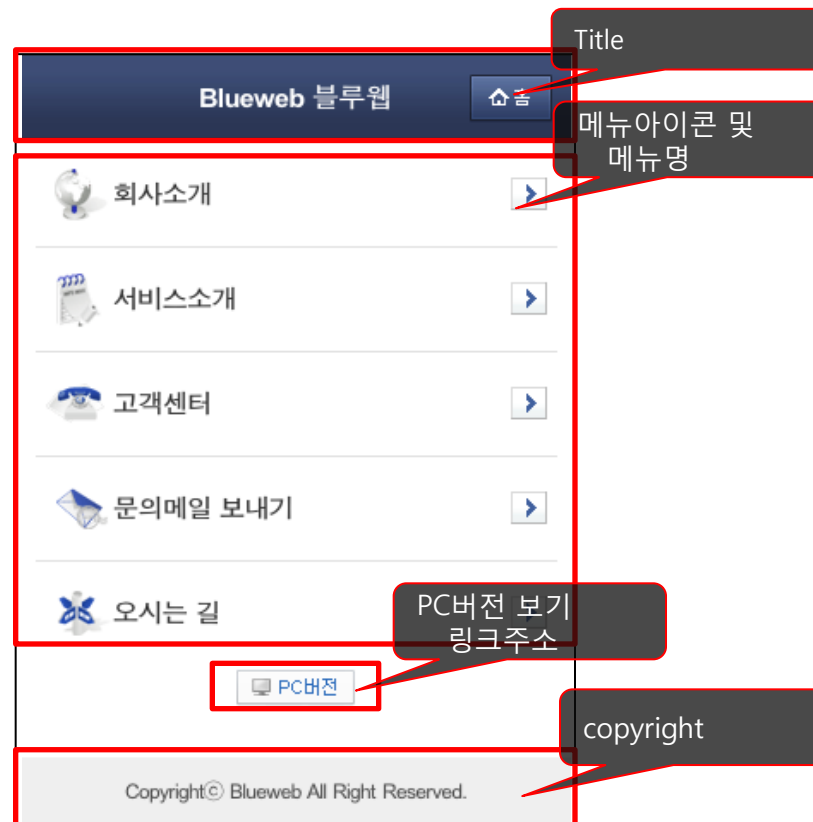 Title
Blueweb 블루웹
홈
메뉴아이콘 및
메뉴명
회사소개
서비스소개
고객센터
문의메일 보내기
오시는 길
PC버전 보기
링크주소
PC버전
copyright
Copyrightⓒ Blueweb All Right Reserved.